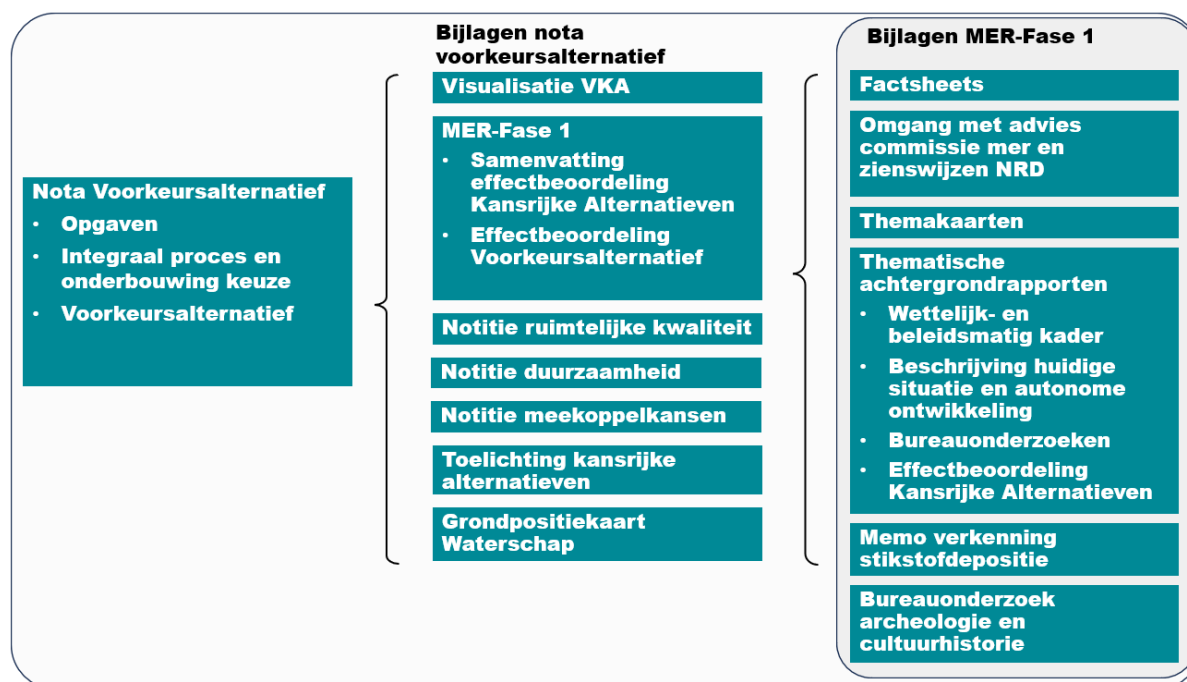 Nota Voorkeursalternatief
• Opgaven
• Integraal proces en
onderbouwing keuze
• Voorkeursalternatief
Bijlagen nota
voorkeursalternatief
Visualisatie VKA
MER-Fase 1
• Samenvatting
effectbeoordeling
Kansrijke Alternatieven
• Effectbeoordeling
Voorkeursalternatief
Notitie ruimtelijke kwaliteit
Notitie duurzaamheid
Notitie meekoppelkansen
Toelichting kansrijke
alternatieven
Grondpositiekaart
Waterschap
Bijlagen MER-Fase 1
Factsheets
Omgang met advies
commissie mer en
zienswijzen NRD
Themakaarten
Thematische
achtergrondrapporten
• Wettelijk- en
beleidsmatig kader
• Beschrijving huidige
situatie en autonome
ontwikkeling
• Bureauonderzoeken
• Effectbeoordeling
Kansrijke Alternatieven
Memo verkenning
stikstofdepositie
Bureauonderzoek
archeologie en
cultuurhistorie